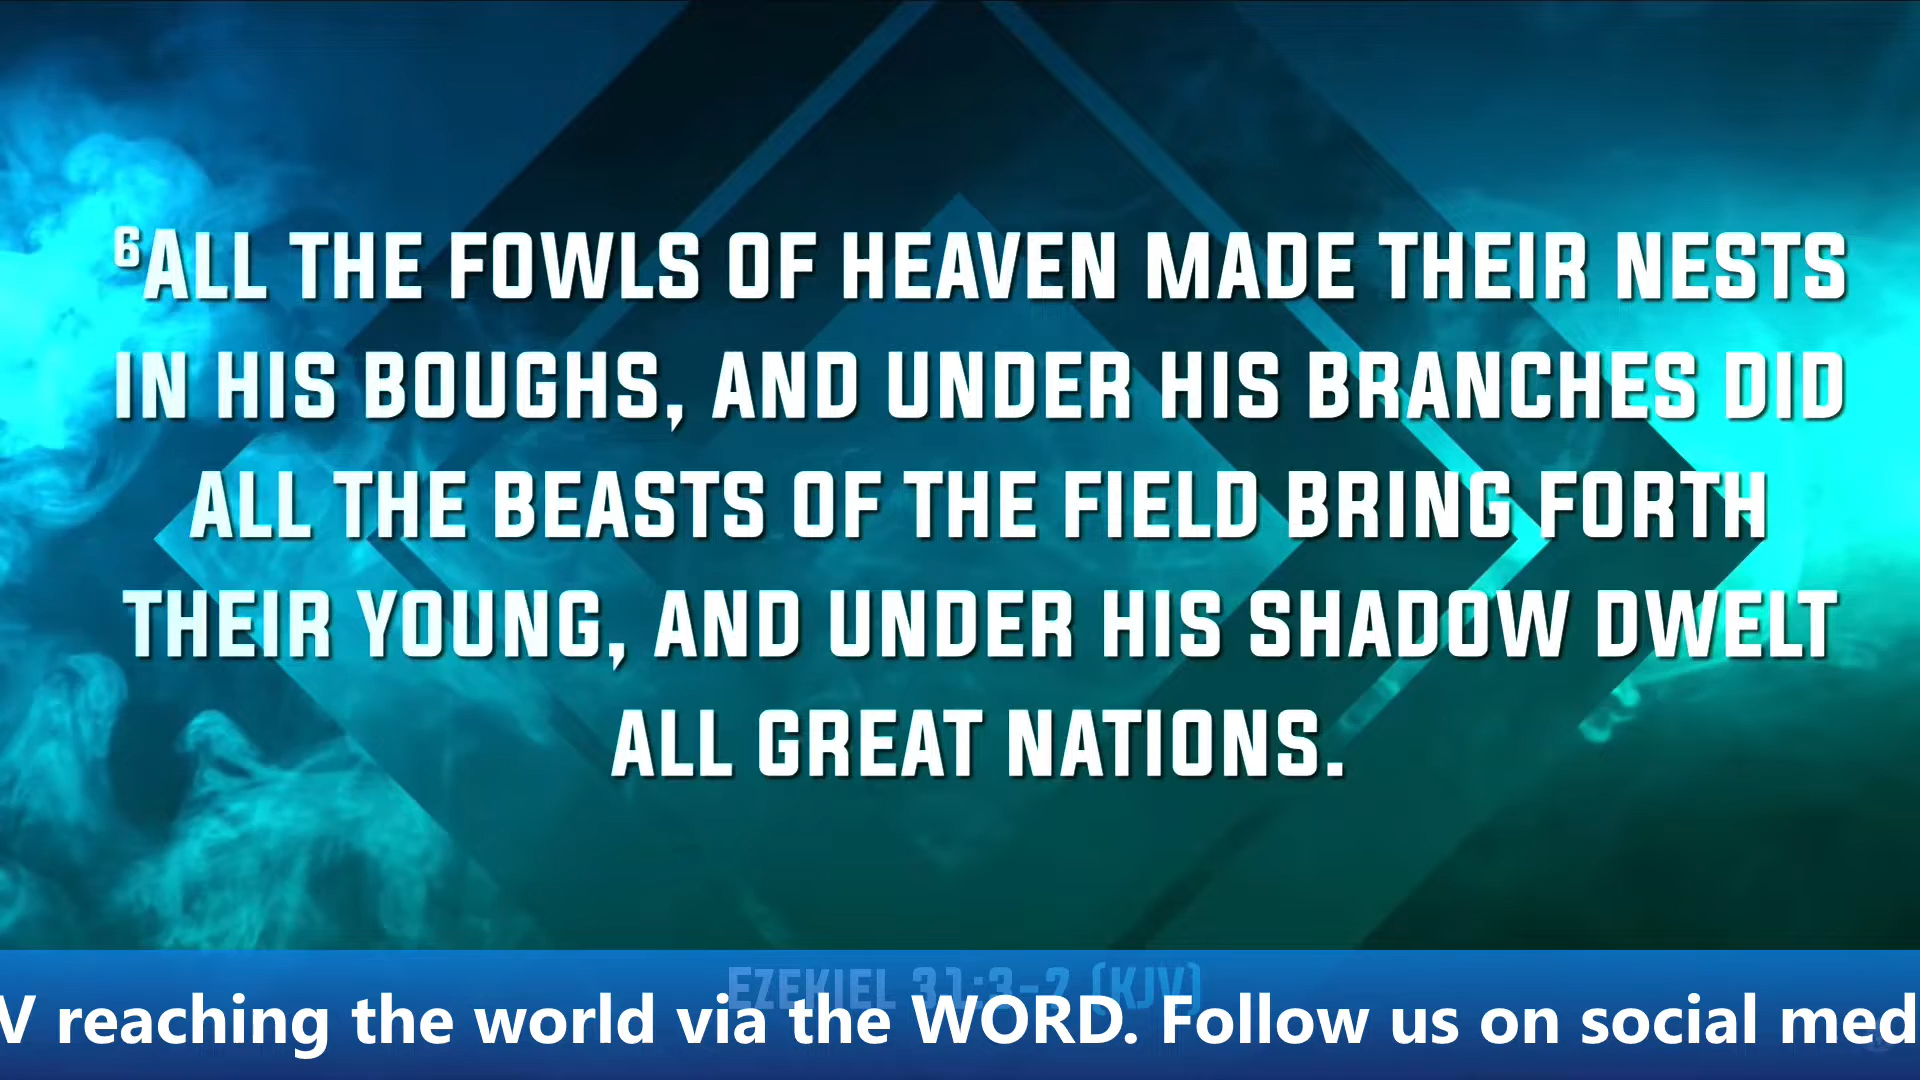 ⁶ALL THE FOWLS OF HEAVEN MADE THEIR NESTS
IN HIS BOUGHS, AND UNDER HIS BRANCHES DID
ALL THE BEASTS OF THE FIELD BRING FORTH
THEIR YOUNG, AND UNDER HIS SHADOW DWELT
ALL GREAT NATIONS.
EZEKIEL 31:3-2 (KJV)
V reaching the world via the WORD. Follow us on social med